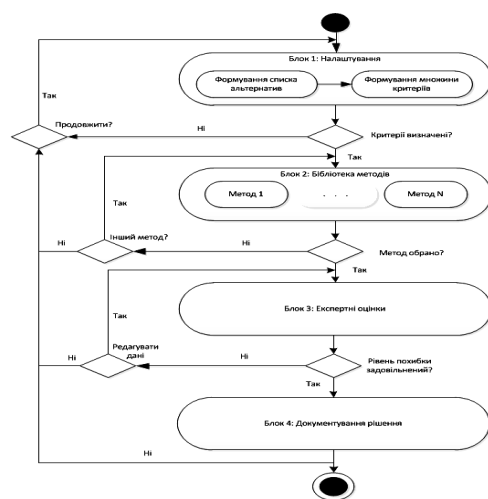 Блок 1: Налаштування
Формування списка
альтернатив
Формування множини
критеріїв
Так
Продовжити?
Ні
Критерії визначені?
Так
Блок 2: Бібліотека методів
Метод 1
. . .
Метод N
Так
Ні
Інший метод?
Ні
Метод обрано?
Так
Блок 3: Експертні оцінки
Так
Ні
Редагувати
дані
Ні
Рівень похибки
задовільнений?
Так
Блок 4: Документування рішення
Ні